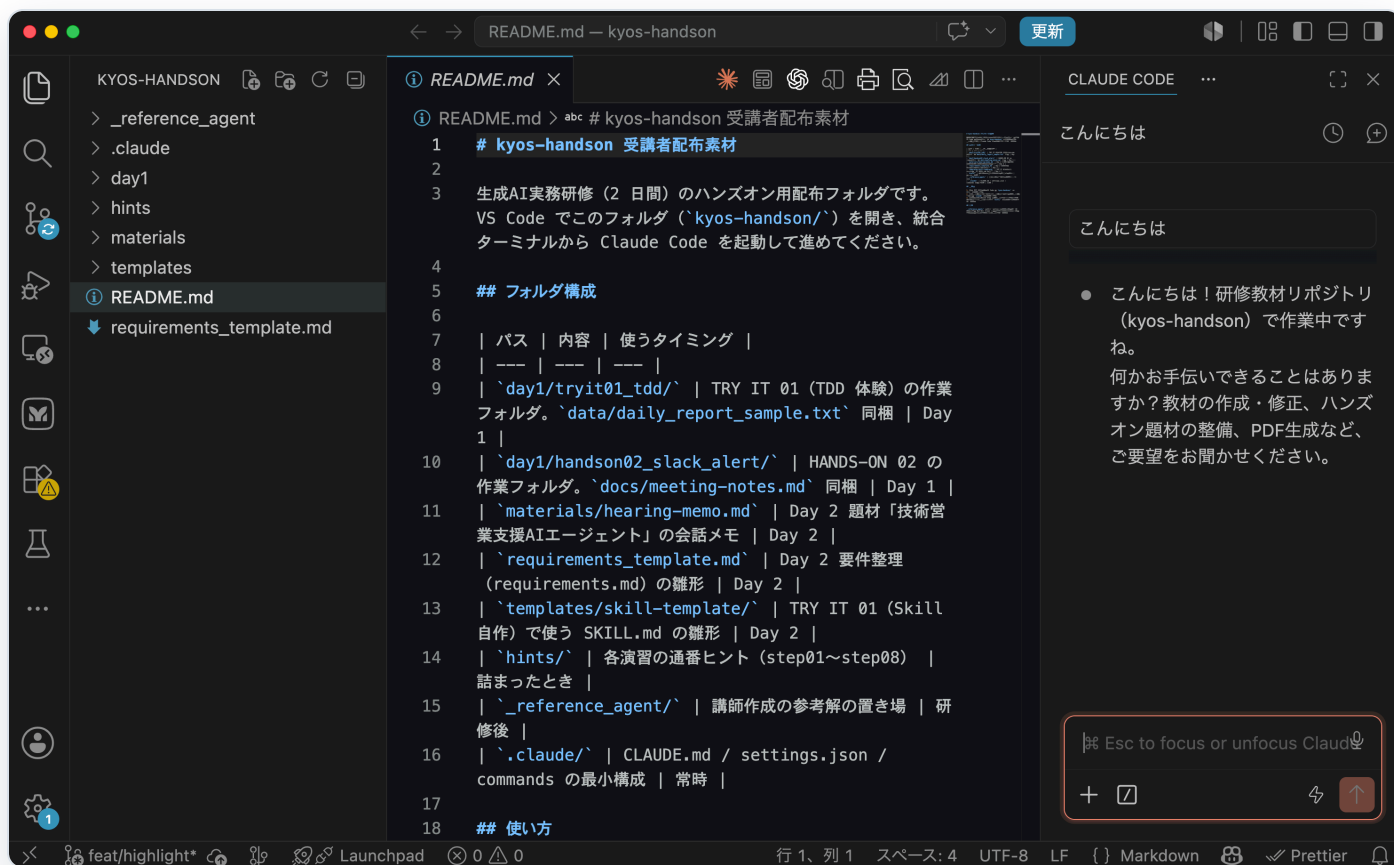 README.md — kyos-handson
更新
KYOS-HANDSON
_reference_agent
.claude
day1
hints
materials
templates
README.md
requirements_template.md
README.md
README.md > abc # kyos-handson 受講者配布素材
1 # kyos-handson 受講者配布素材
2
3 生成AI実務研修（2 日間）のハンズオン用配布フォルダです。
VS Code でこのフォルダ（`kyos-handson/`）を開き、統合
ターミナルから Claude Code を起動して進めてください。
4
5 ## フォルダ構成
6
7 | パス | 内容 | 使うタイミング |
8 | --- | --- | --- |
9 | `day1/tryit01_tdd/` | TRY IT 01（TDD 体験）の作業
フォルダ。`data/daily_report_sample.txt` 同梱 | Day
1 |
10 | `day1/handson02_slack_alert/` | HANDS-ON 02 の
作業フォルダ。`docs/meeting-notes.md` 同梱 | Day 1 |
11 | `materials/hearing-memo.md` | Day 2 題材「技術営
業支援AIエージェント」の会話メモ | Day 2 |
12 | `requirements_template.md` | Day 2 要件整理
（requirements.md）の雛形 | Day 2 |
13 | `templates/skill-template/` | TRY IT 01（Skill
自作）で使う SKILL.md の雛形 | Day 2 |
14 | `hints/` | 各演習の通番ヒント（step01〜step08） |
詰まったとき |
15 | `_reference_agent/` | 講師作成の参考解の置き場 | 研
修後 |
16 | `.claude/` | CLAUDE.md / settings.json /
commands の最小構成 | 常時 |
17
18 ## 使い方
CLAUDE CODE
こんにちは
こんにちは
こんにちは！研修教材リポジトリ
（kyos-handson）で作業中です
ね。
何かお手伝いできることはありま
すか？教材の作成・修正、ハンズ
オン題材の整備、PDF生成など、
ご要望をお聞かせください。
⌘ Esc to focus or unfocus Claud
1
feat/highlight* Launchpad 0 0 行 1、列 1 スペース: 4 UTF-8 LF {} Markdown Prettier